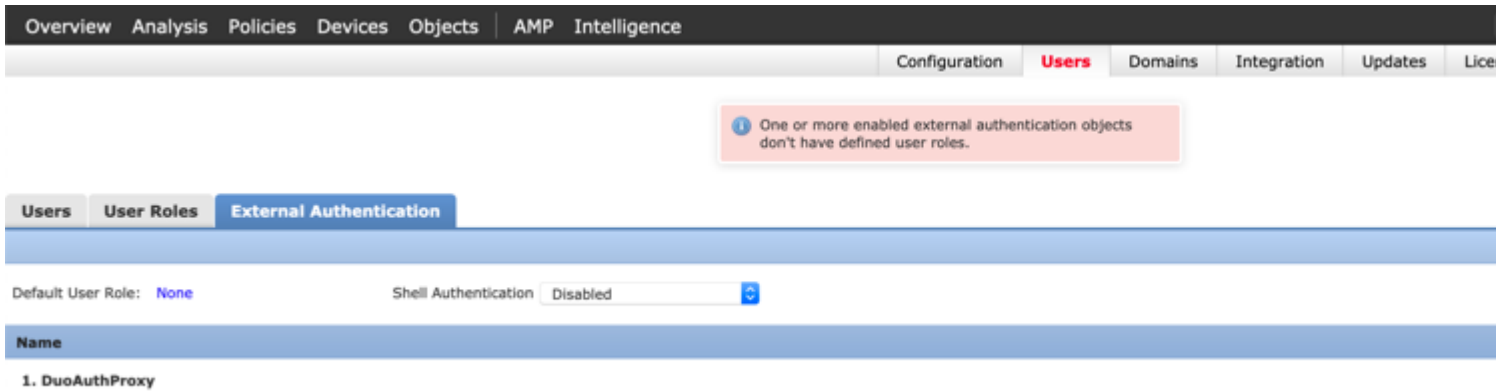 Overview Analysis Policies Devices Objects AMP Intelligence
Configuration Users Domains Integration Updates
One or more enabled external authentication objects
don't have defined user roles.
Users User Roles External Authentication
Default User Role: None Shell Authentication Disabled
Name
1. DuoAuthProxy